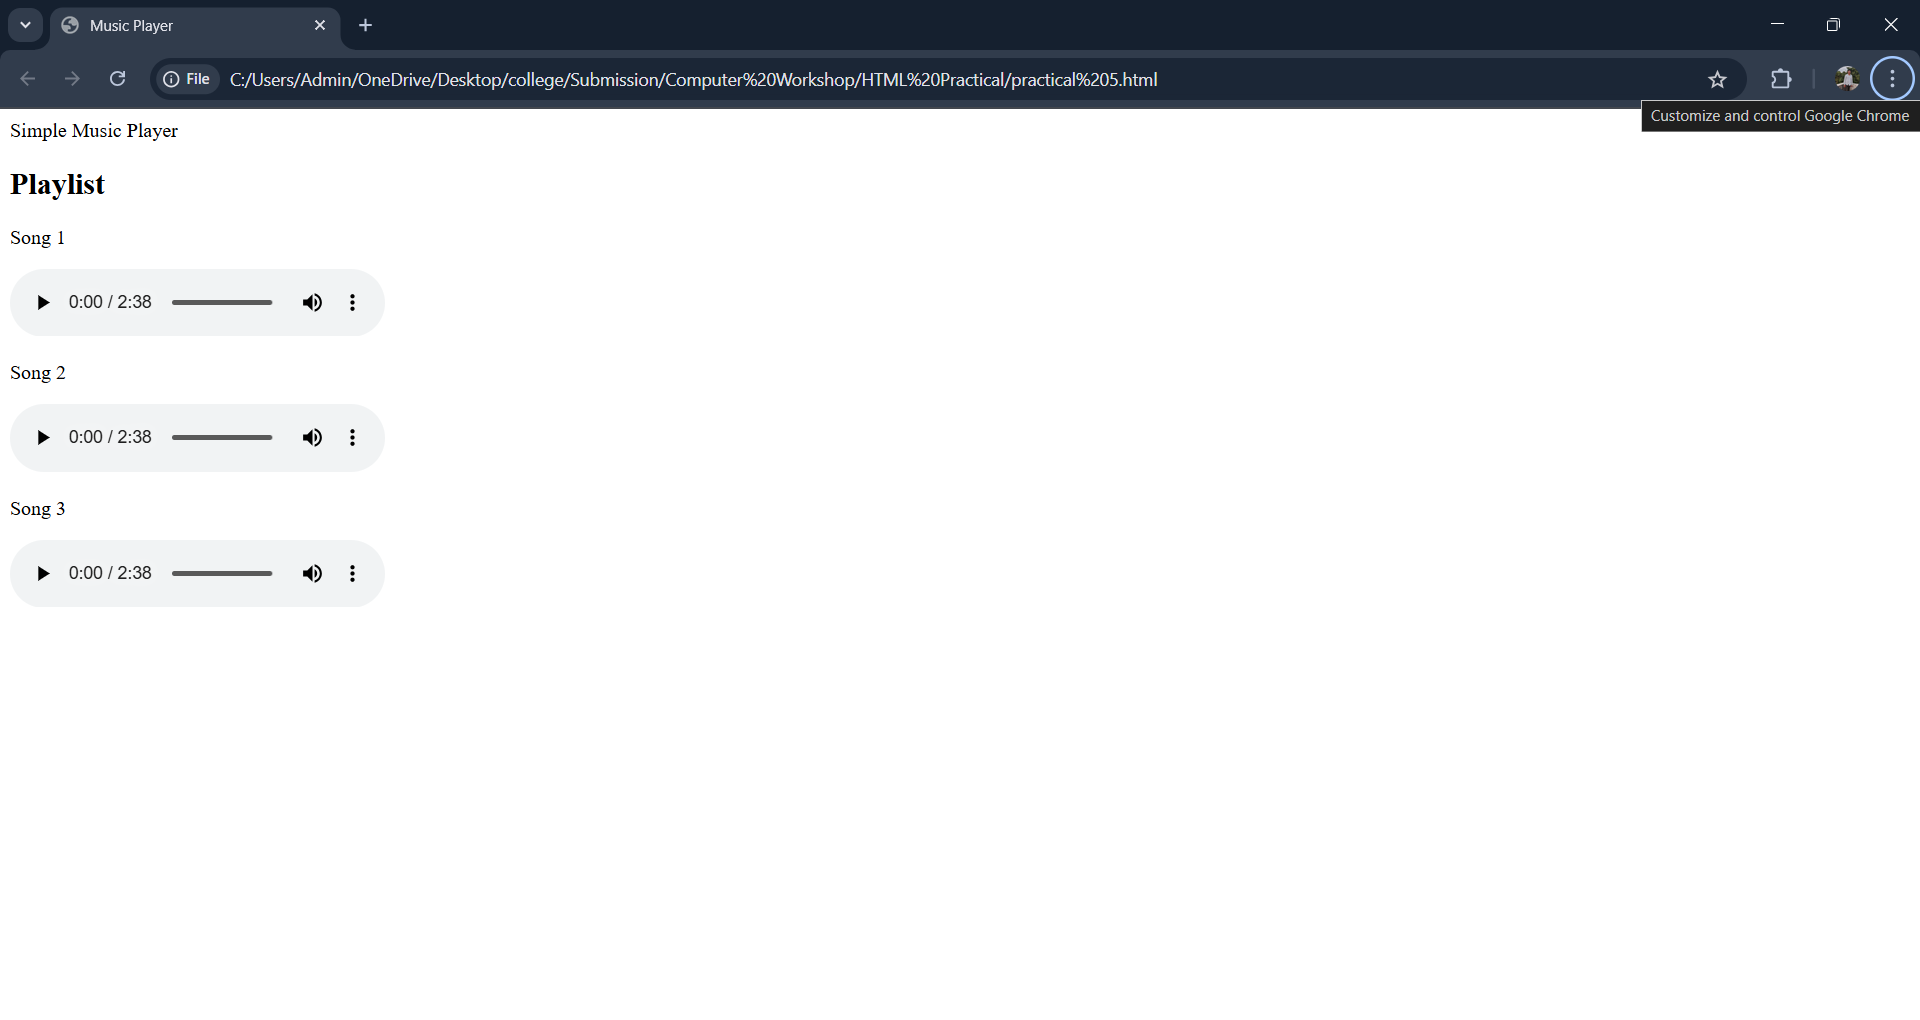 Music Player
File C:/Users/Admin/OneDrive/Desktop/college/Submission/Computer%20Workshop/HTML%20Practical/practical%205.html
Customize and control Google Chrome
Simple Music Player
Playlist
Song 1
0:00 / 2:38
Song 2
0:00 / 2:38
Song 3
0:00 / 2:38